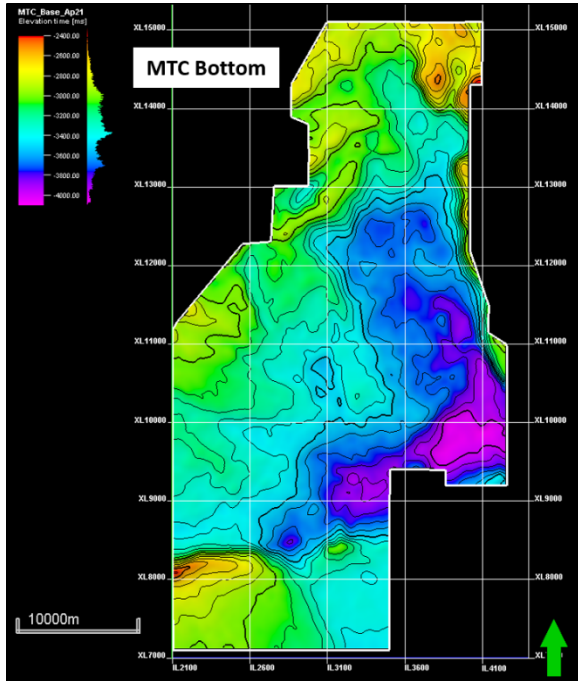 MTC_Base_Ap21
Elevation time [ms]
-2400.00
-2600.00
-2800.00
-3000.00
-3200.00
-3400.00
-3600.00
-3800.00
-4000.00
MTC Bottom
XL15000 XL15000
XL14000 XL14000
XL13000 XL13000
XL12000 XL12000
XL11000 XL11000
XL10000 XL10000
XL9000 XL9000
XL8000 XL8000
XL7000
10000m
IL2100 IL2600 IL3100 IL3600 IL4100